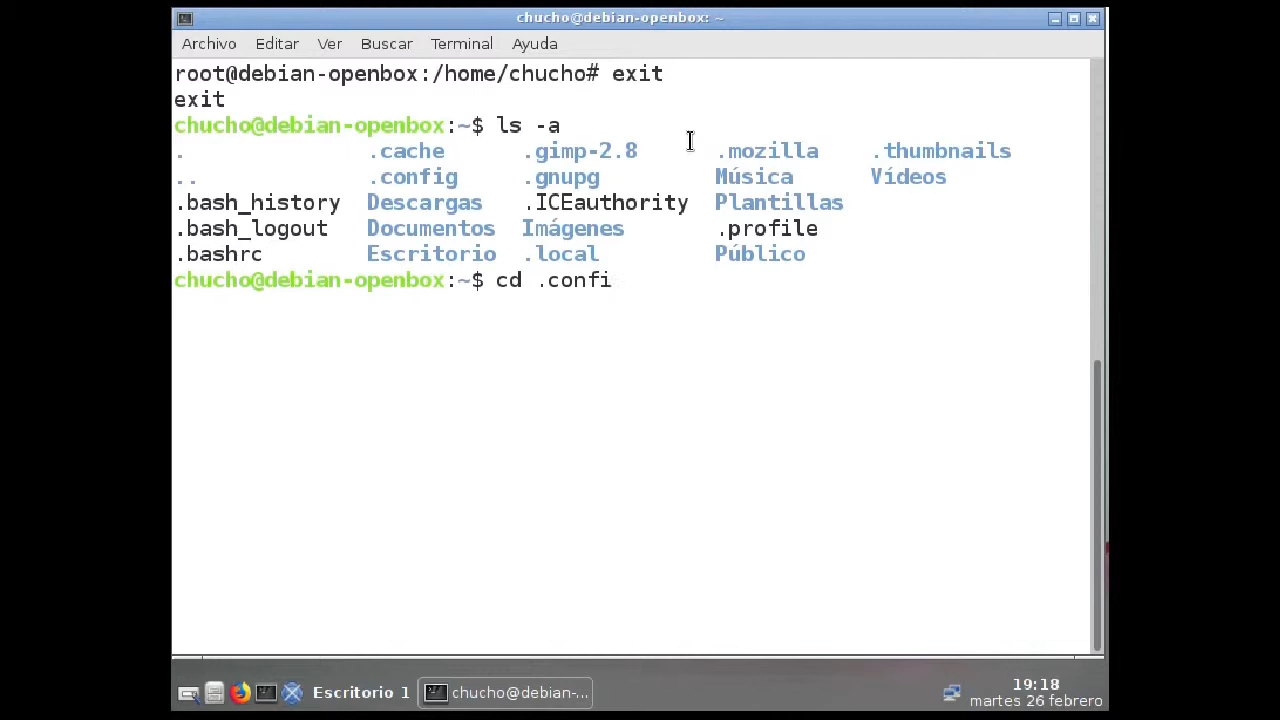 chucho@debian-openbox: ~
Archivo Editar Ver Buscar Terminal Ayuda
root@debian-openbox:/home/chucho# exit
exit
chucho@debian-openbox:~$ ls -a
. .cache .gimp-2.8 .mozilla .thumbnails
.. .config .gnupg Música Vídeos
.bash_history Descargas .ICEauthority Plantillas
.bash_logout Documentos Imágenes .profile
.bashrc Escritorio .local Público
chucho@debian-openbox:~$ cd .confi
Escritorio 1 chucho@debian-... 19:18
martes 26 febrero